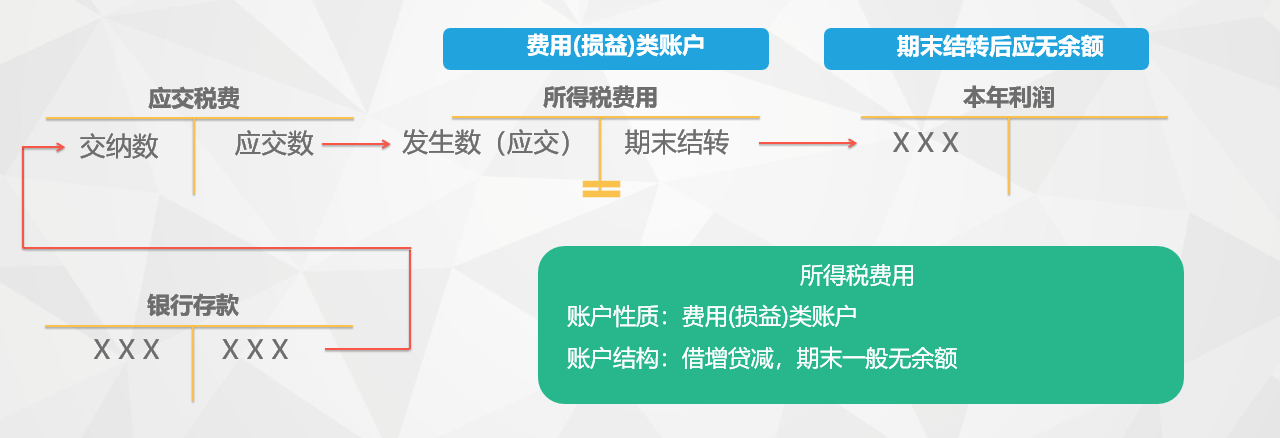 费用(损益)类账户
期末结转后应无余额
应交税费
所得税费用
本年利润
交纳数
应交数
发生数（应交）
期末结转
X X X
银行存款
X X X
X X X
所得税费用
账户性质：费用(损益)类账户
账户结构：借增贷减，期末一般无余额